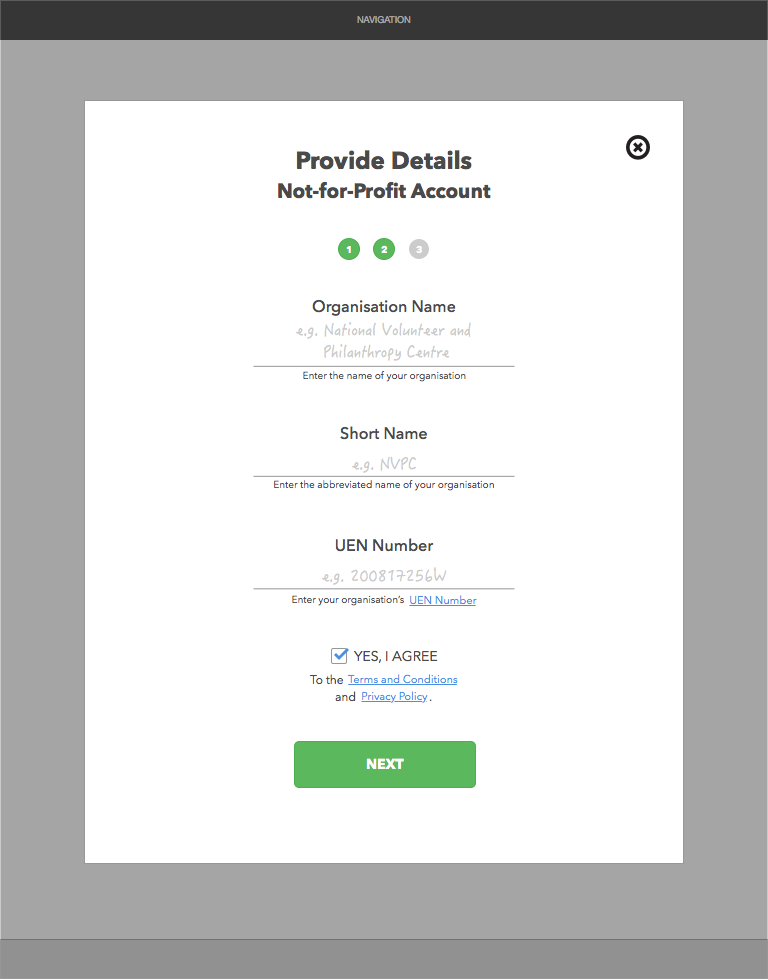 NAVIGATION
Provide Details
Not-for-Profit Account
1 2 3
Organisation Name
e.g. National Volunteer and
Philanthropy Centre
Enter the name of your organisation
Short Name
e.g. NVPC
Enter the abbreviated name of your organisation
UEN Number
e.g. 200817256W
Enter your organisation's UEN Number
YES, I AGREE
To the Terms and Conditions
and Privacy Policy.
NEXT